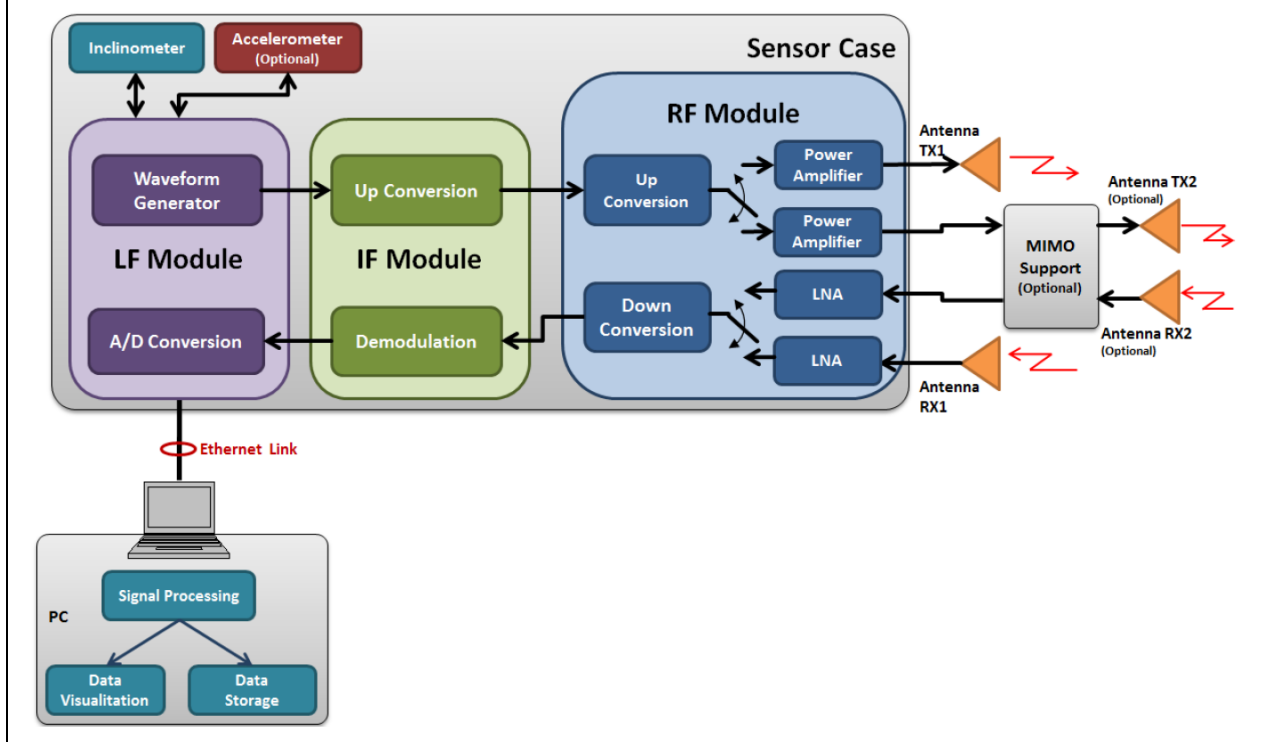 Inclinometer
Accelerometer
(Optional)
Sensor Case
RF Module
Waveform
Generator
LF Module
A/D Conversion
Up Conversion
IF Module
Demodulation
Up
Conversion
Down
Conversion
Power
Amplifier
Power
Amplifier
LNA
LNA
Antenna
TX1
Antenna TX2
(Optional)
MIMO
Support
(Optional)
Antenna RX2
(Optional)
Antenna
RX1
Ethernet Link
PC
Signal Processing
Data
Visualitation
Data
Storage